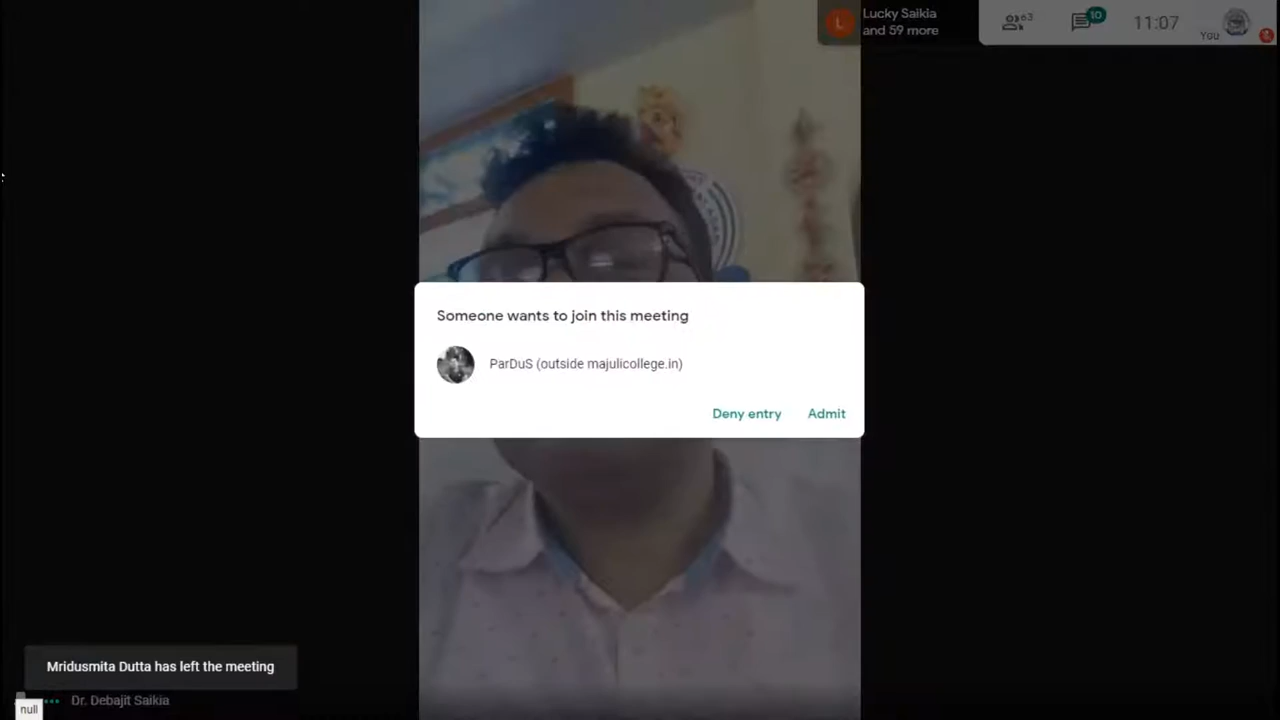 Lucky Saikia
and 59 more
63
10
11:07
You
Someone wants to join this meeting
ParDuS (outside majulicollege.in)
Deny entry
Admit
Mridusmita Dutta has left the meeting
Dr. Debajit Saikia
null
L